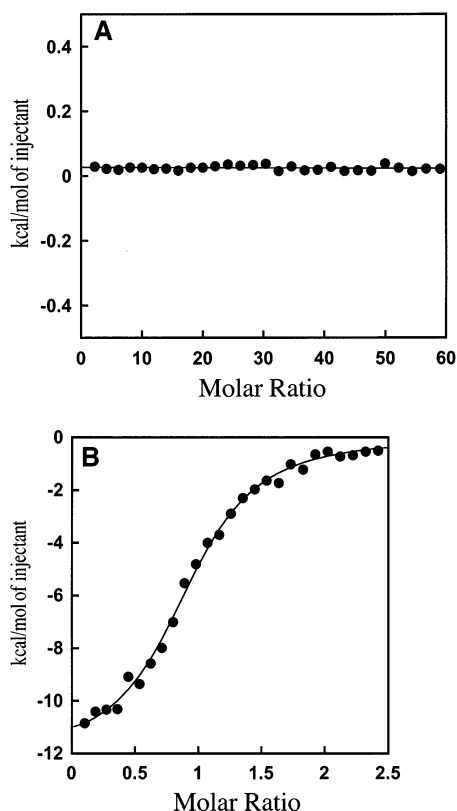 A
0.4
0.2
0
-0.2
-0.4
kcal/mol of injectant
0 10 20 30 40 50 60
Molar Ratio
B
0
-2
-4
-6
-8
-10
-12
kcal/mol of injectant
0 0.5 1 1.5 2 2.5
Molar Ratio